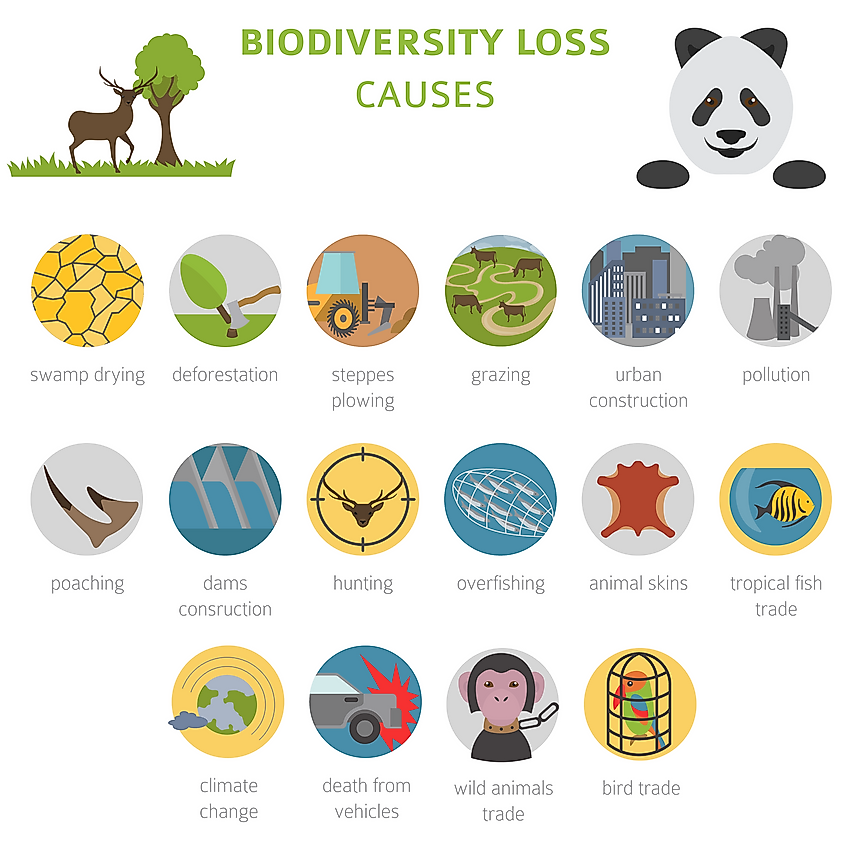 BIODIVERSITY LOSS
CAUSES
swamp drying
deforestation
steppes
plowing
grazing
urban
construction
pollution
poaching
dams
consruction
hunting
overfishing
animal skins
tropical fish
trade
climate
change
death from
vehicles
wild animals
trade
bird trade